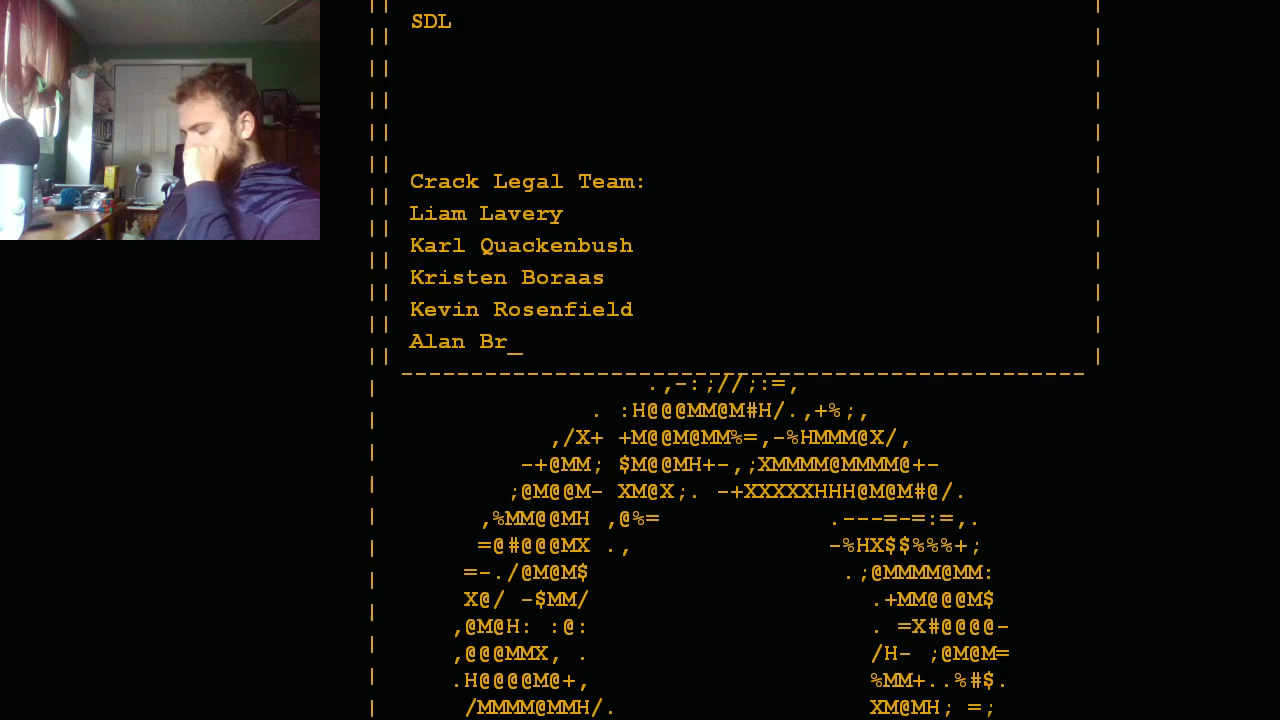 SDL
Crack Legal Team:
Liam Lavery
Karl Quackenbush
Kristen Boraas
Kevin Rosenfield
Alan Br_